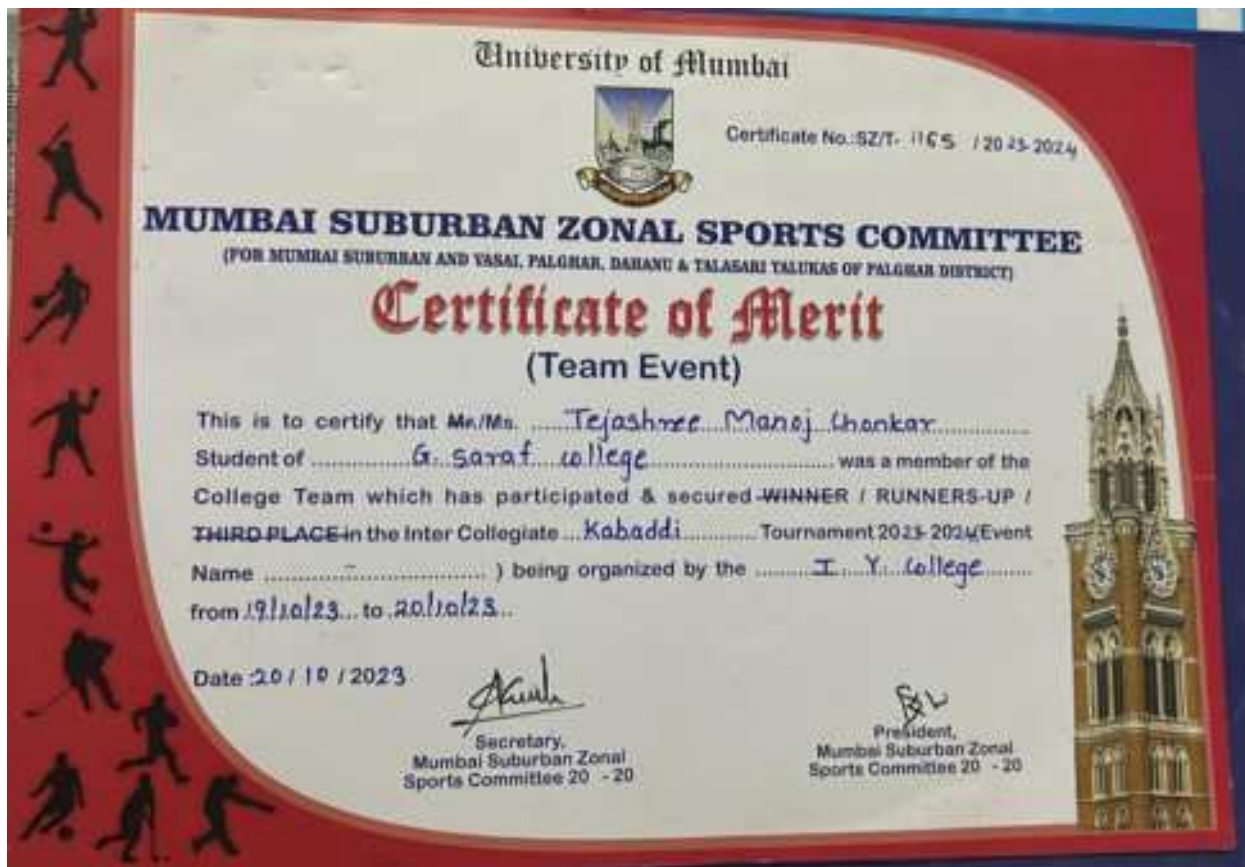 University of Mumbai
Certificate No.:SZ/T- 1165 / 2023-2024
MUMBAI SUBURBAN ZONAL SPORTS COMMITTEE
(FOR MUMBAI SUBURBAN AND VASAI, PALGHAR, DAHANU & TALASARI TALUKAS OF PALGHAR DISTRICT)
Certificate of Merit
(Team Event)
This is to certify that Mr./Ms. ..... Tejashree Manoj Chankar
Student of ..... G. Saraf college ..... was a member of the
College Team which has participated & secured WINNER / RUNNERS-UP /
THIRD PLACE in the Inter Collegiate ... Kabaddi ..... Tournament 2023-2024/Event
Name ..... - ..... ) being organized by the ..... I. Y. College .....
from 19/10/23... to .20/10/23...
Date :20 / 10 / 2023
Secretary,
Mumbai Suburban Zonal
Sports Committee 20 - 20
President,
Mumbai Suburban Zonal
Sports Committee 20 - 20